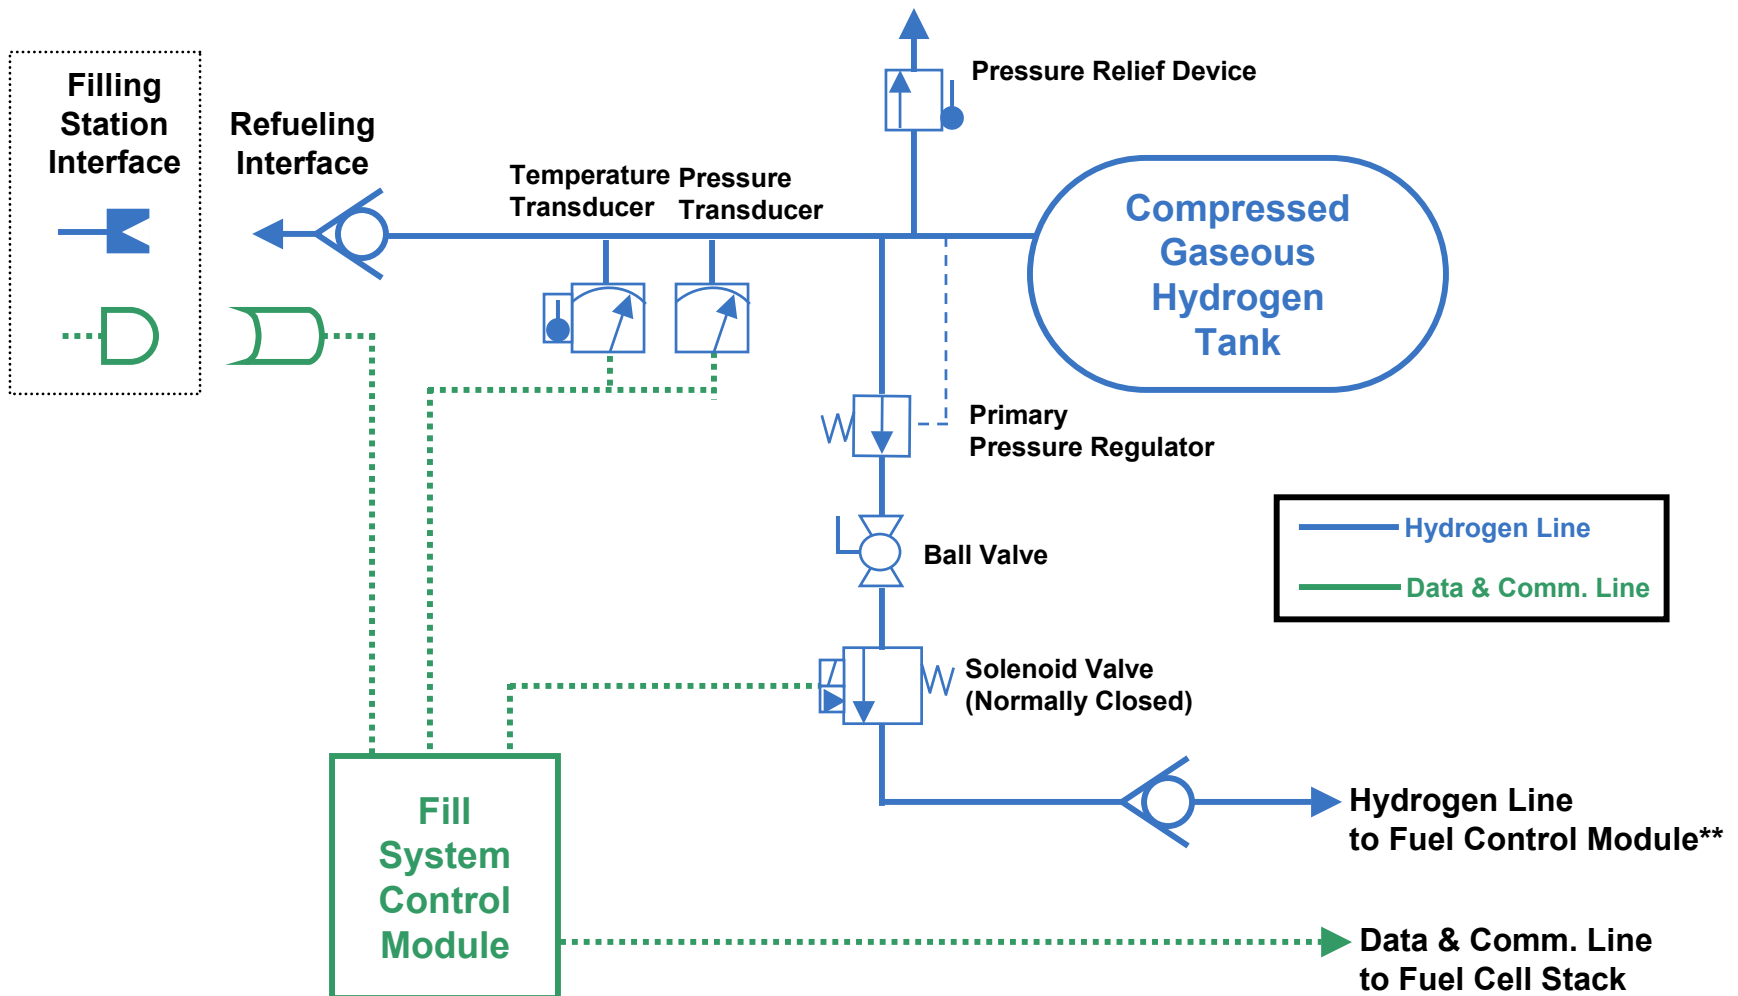 Pressure Relief Device
Filling
Station
Interface
Refueling
Interface
Temperature
Transducer
Pressure
Transducer
Compressed
Gaseous
Hydrogen
Tank
Primary
Pressure Regulator
Hydrogen Line
Data & Comm. Line
Ball Valve
Solenoid Valve
(Normally Closed)
Fill
System
Control
Module
Hydrogen Line
to Fuel Control Module**
Data & Comm. Line
to Fuel Cell Stack